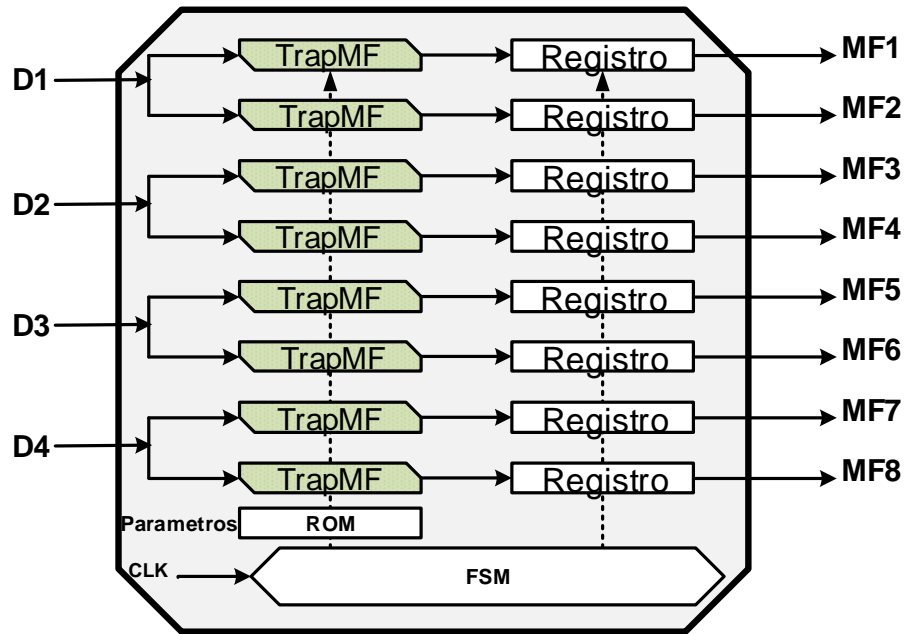 TrapMF Registro MF1
D1
TrapMF Registro MF2
TrapMF Registro MF3
D2
TrapMF Registro MF4
TrapMF Registro MF5
D3
TrapMF Registro MF6
TrapMF Registro MF7
D4
TrapMF Registro MF8
Parametros ROM
CLK FSM